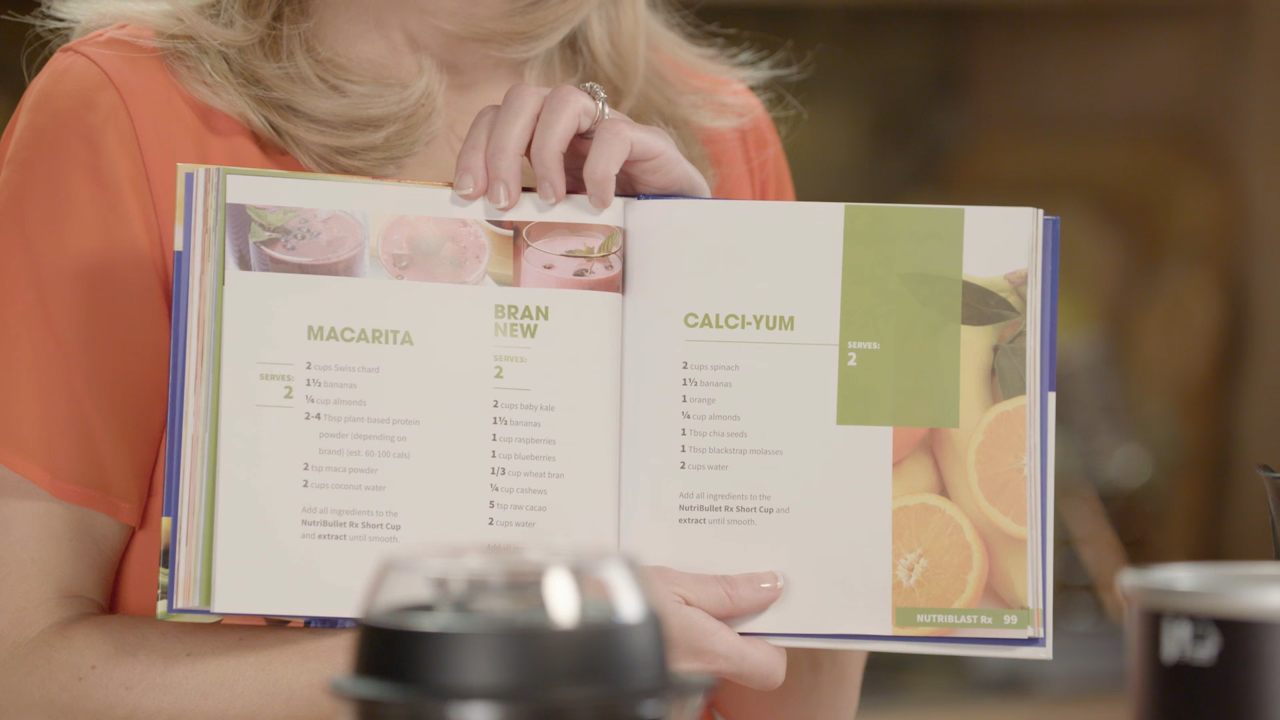 MACARITA
SERVES:
2
2 cups Swiss chard
1½ bananas
¼ cup almonds
2-4 Tbsp plant-based protein
powder (depending on
brand) (est. 60-100 cals)
2 tsp maca powder
2 cups coconut water
Add all ingredients to the
NutriBullet Rx Short Cup
and extract until smooth.
BRAN
NEW
SERVES:
2
2 cups baby kale
1½ bananas
1 cup raspberries
1 cup blueberries
1/3 cup wheat bran
¼ cup cashews
5 tsp raw cacao
2 cups water
CALCI-YUM
SERVES:
2
2 cups spinach
1½ bananas
1 orange
¼ cup almonds
1 Tbsp chia seeds
1 Tbsp blackstrap molasses
2 cups water
Add all ingredients to the
NutriBullet Rx Short Cup and
extract until smooth.
NUTRIBLAST Rx 99